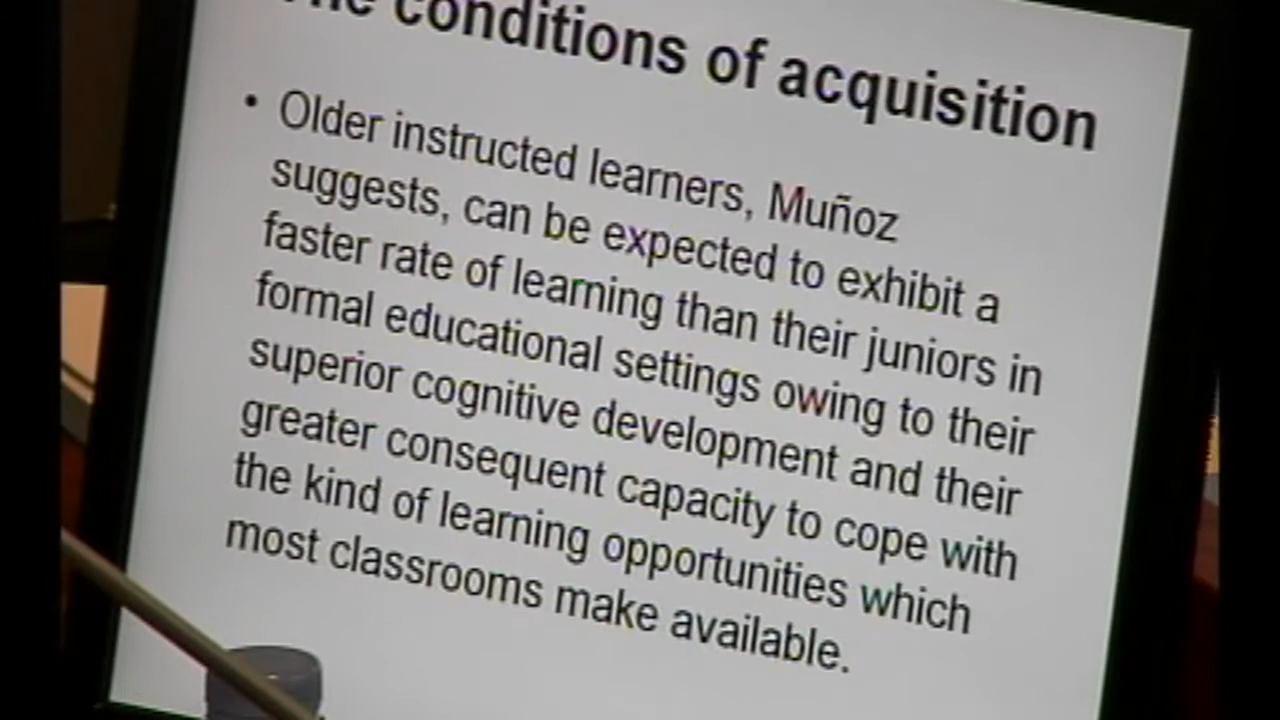 The conditions of acquisition
• Older instructed learners, Muñoz
suggests, can be expected to exhibit a
faster rate of learning than their juniors in
formal educational settings owing to their
superior cognitive development and their
greater consequent capacity to cope with
the kind of learning opportunities which
most classrooms make available.